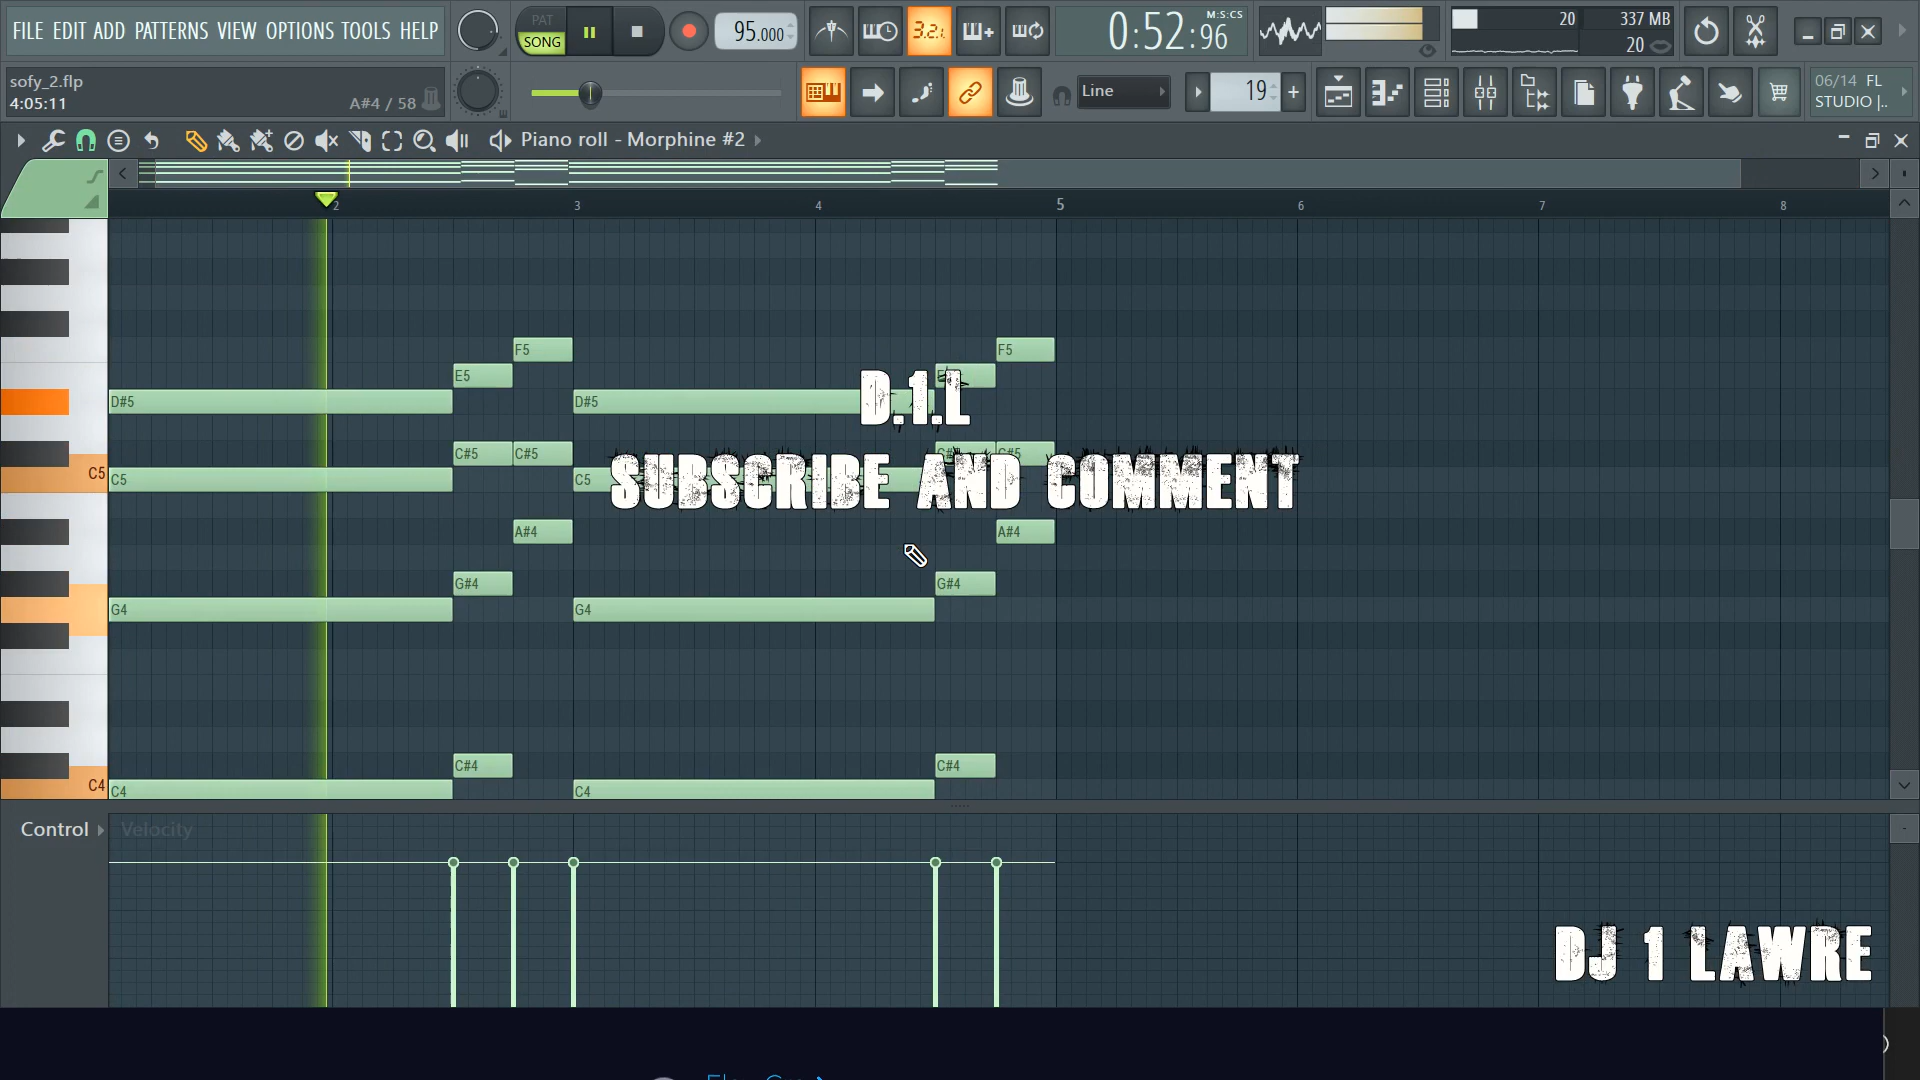 FILE EDIT ADD PATTERNS VIEW OPTIONS TOOLS HELP
PAT
SONG
95.000
3.2.1
M:S:CS
0:52:96
20
337 MB
20
sofy_2.flp
4:05:11
A#4 / 58
Line
19
06/14 FL
STUDIO |..
Piano roll - Morphine #2
2
3
4
5
6
7
8
F5
F5
E5
D#5
D#5
D.1.L
C#5
C#5
C5
C5
C5
SUBSCRIBE AND COMMENT
A#4
A#4
G#4
G#4
G4
G4
C#4
C#4
C4
C4
C4
Control
Velocity
DJ 1 LAWRE